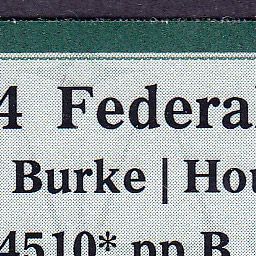 4 Federal
Burke | Hou
4510* pp B